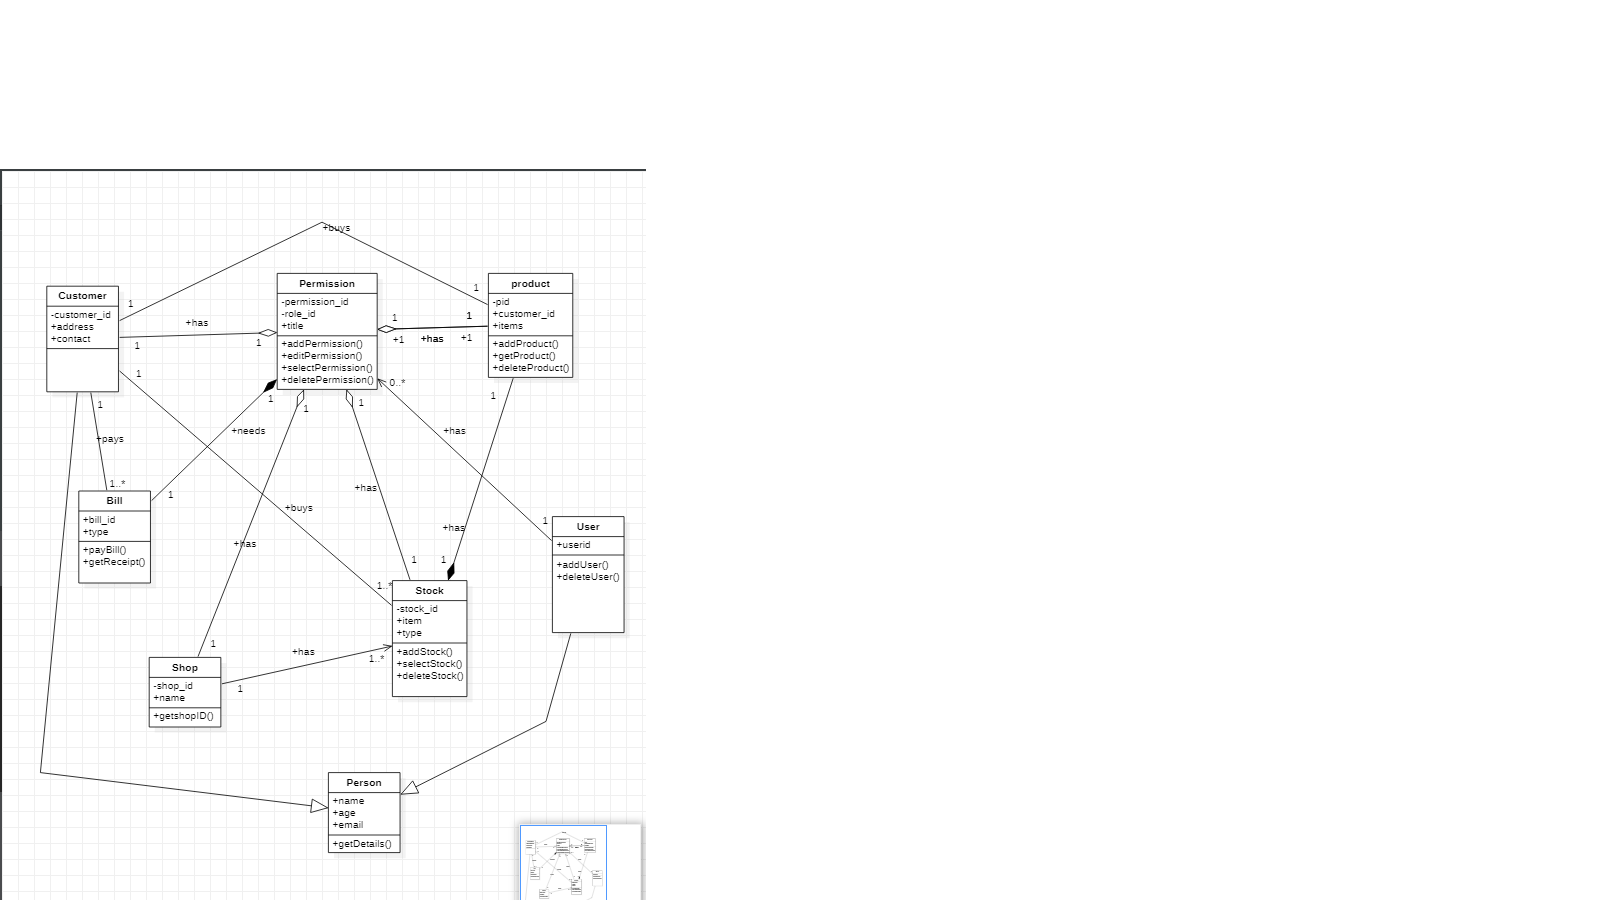 +buys
Customer
-customer_id
+address
+contact
Permission
-permission_id
-role_id
+title
+addPermission()
+editPermission()
+selectPermission()
+deletePermission()
product
-pid
+customer_id
+items
+addProduct()
+getProduct()
+deleteProduct()
1
1
+has
1
1
1
1
+1
+has
+1
1
1
+pays
1..*
1
+needs
1
1
1
0..*
+has
1
1
+has
+buys
+has
+has
1
1
1
1..*
Bill
+bill_id
+type
+payBill()
+getReceipt()
User
+userid
+addUser()
+deleteUser()
Stock
-stock_id
+item
+type
+addStock()
+selectStock()
+deleteStock()
1
+has
1..*
1
Shop
-shop_id
+name
+getshopID()
Person
+name
+age
+email
+getDetails()